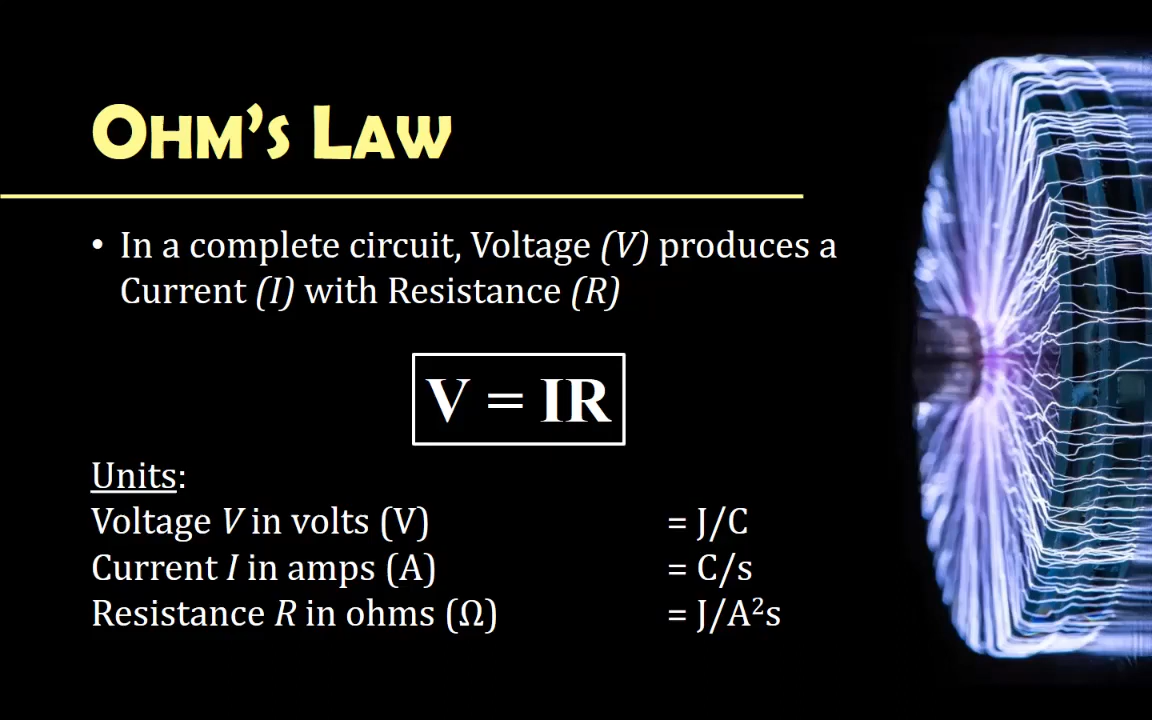 Ohm's Law
• In a complete circuit, Voltage (V) produces a
Current (I) with Resistance (R)
V = IR
Units:
Voltage V in volts (V) = J/C
Current I in amps (A) = C/s
Resistance R in ohms (Ω) = J/A²s